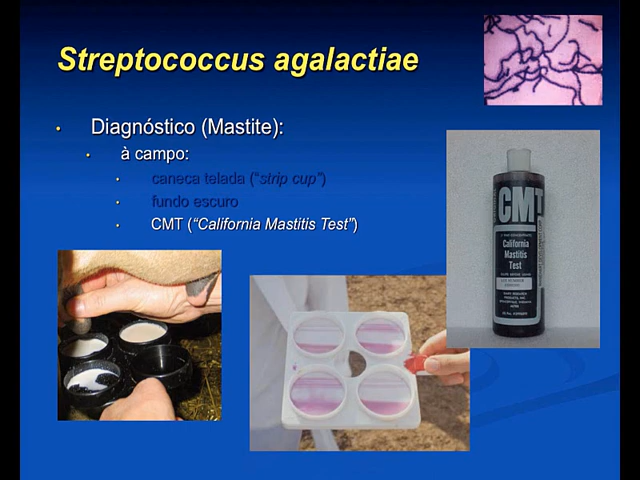 Streptococcus agalactiae
Diagnóstico (Mastite):
à campo:
caneca telada ("strip cup")
fundo escuro
CMT ("California Mastitis Test")
CMT
California
Mastitis
Test